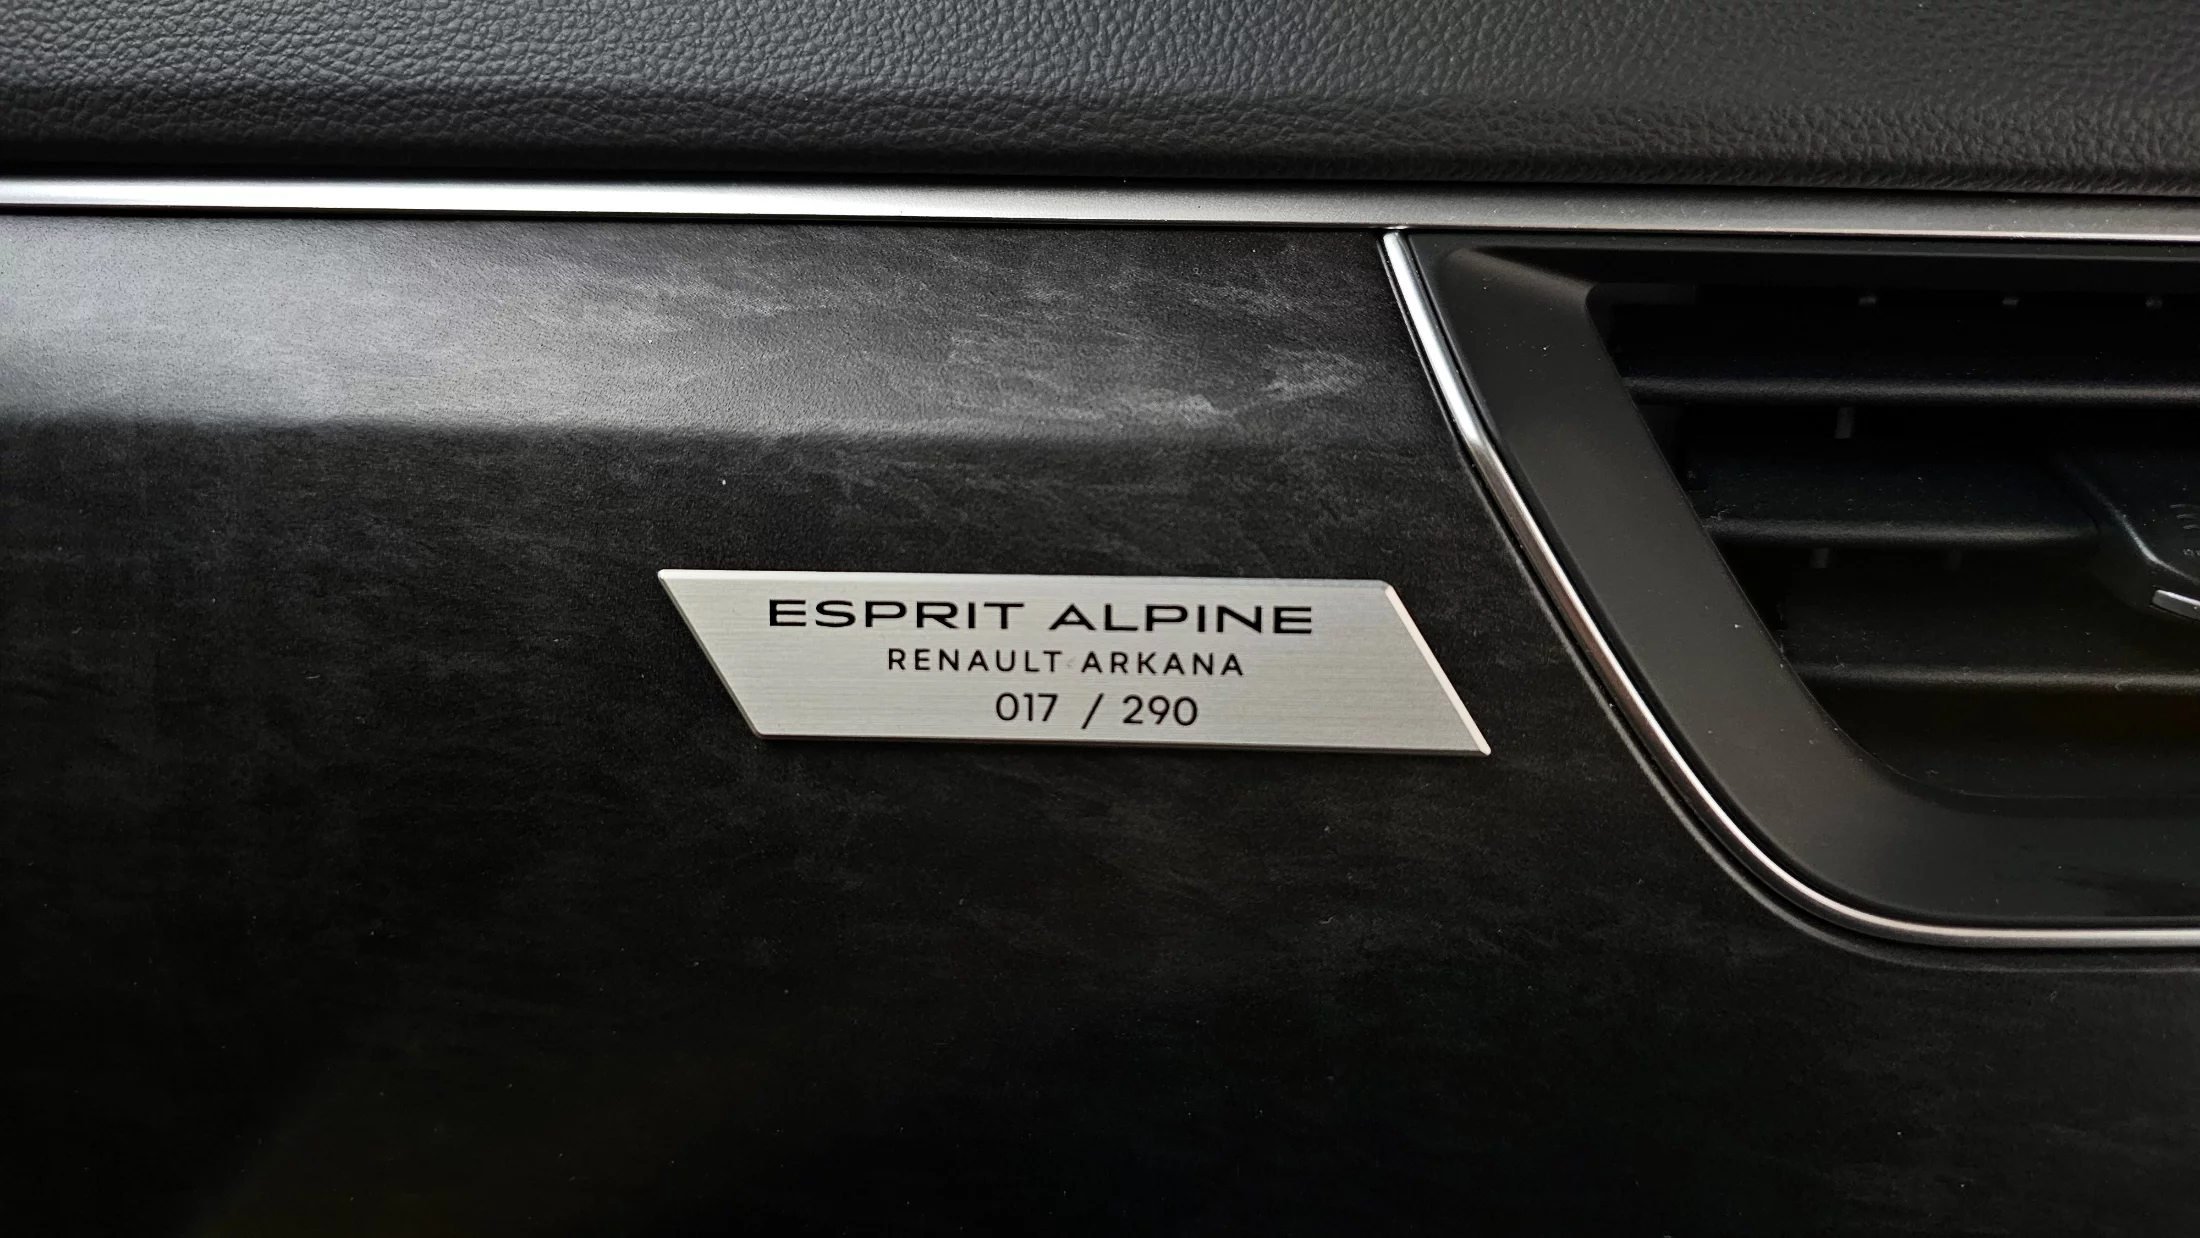 ESPRIT ALPINE
RENAULT ARKANA
017 / 290